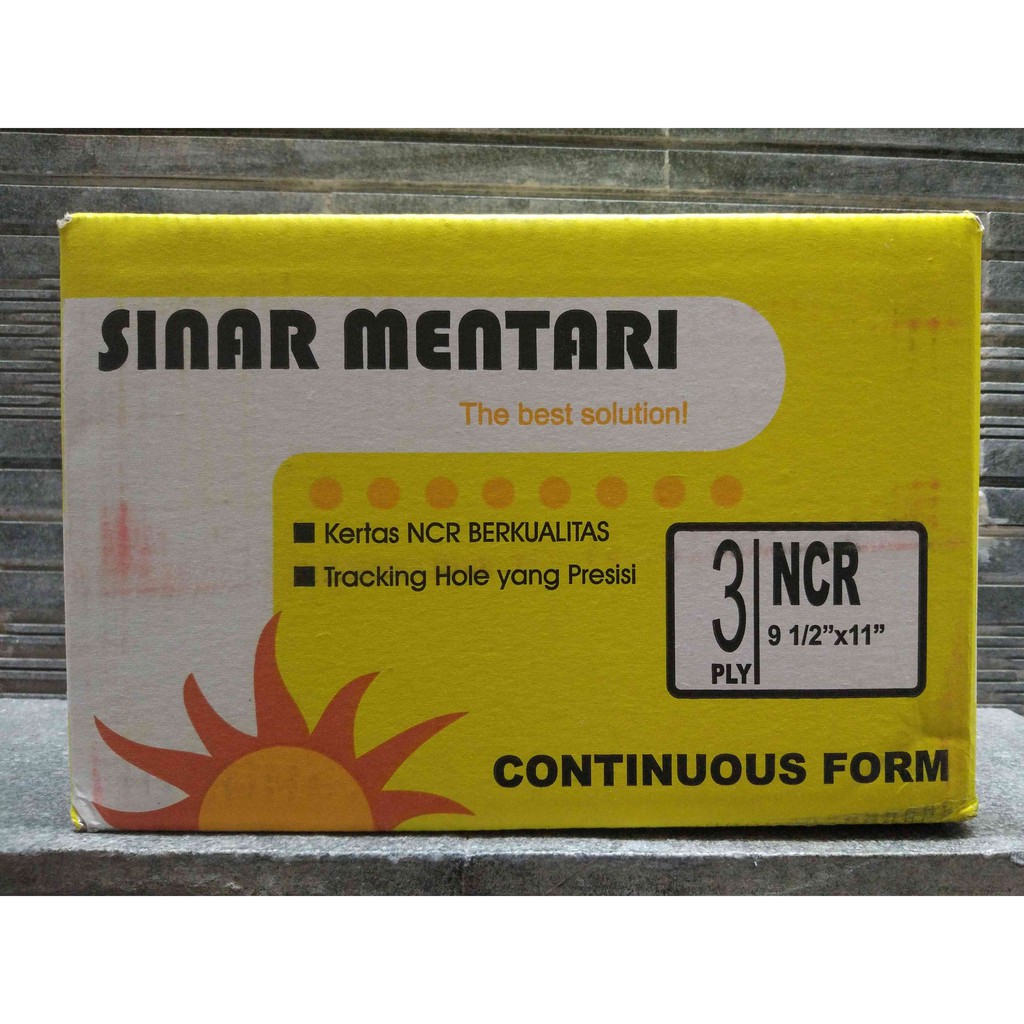 SINAR MENTARI
The best solution!
■ Kertas NCR BERKUALITAS
■ Tracking Hole yang Presisi
3 PLY
NCR
9 1/2”x11”
CONTINUOUS FORM